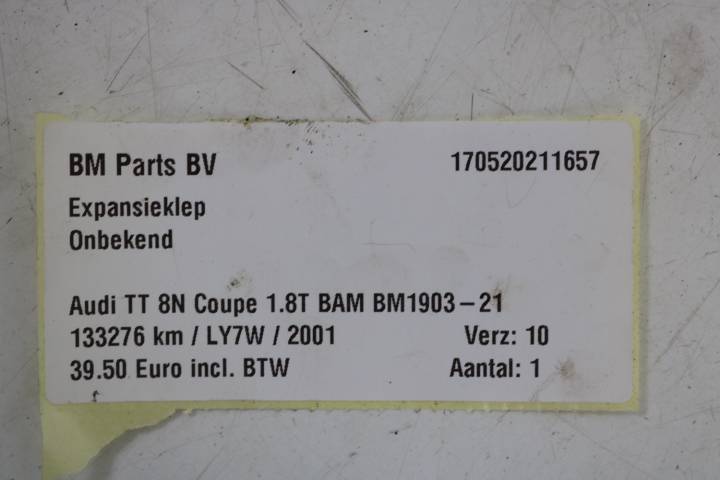 BM Parts BV 170520211657
Expansieklep
Onbekend
Audi TT 8N Coupe 1.8T BAM BM1903-21
133276 km / LY7W / 2001 Verz: 10
39.50 Euro incl. BTW Aantal: 1